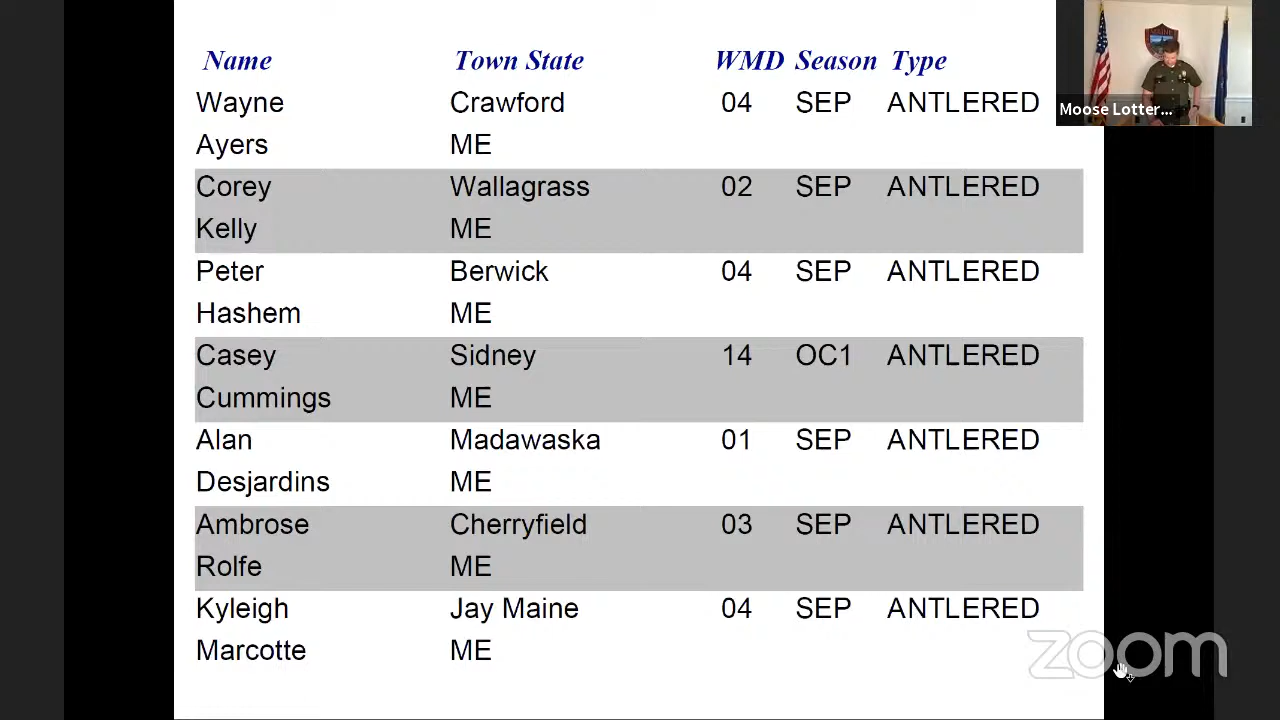 Name Town State WMD Season Type
Wayne Crawford 04 SEP ANTLERED
Ayers ME
Corey Wallagrass 02 SEP ANTLERED
Kelly ME
Peter Berwick 04 SEP ANTLERED
Hashem ME
Casey Sidney 14 OC1 ANTLERED
Cummings ME
Alan Madawaska 01 SEP ANTLERED
Desjardins ME
Ambrose Cherryfield 03 SEP ANTLERED
Rolfe ME
Kyleigh Jay Maine 04 SEP ANTLERED
Marcotte ME
MAINE
Moose Lotter...
zoom